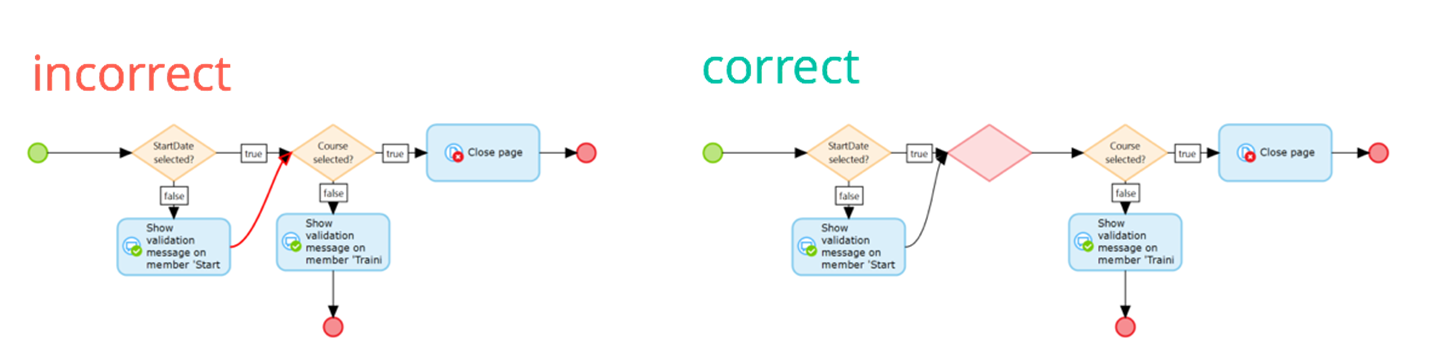 incorrect
correct
StartDate
selected?
true
Course
selected?
true
Close page
false
Show
validation
message on
member 'Start
false
Show
validation
message on
member 'Traini
StartDate
selected?
true
Course
selected?
true
Close page
false
Show
validation
message on
member 'Start
false
Show
validation
message on
member 'Traini